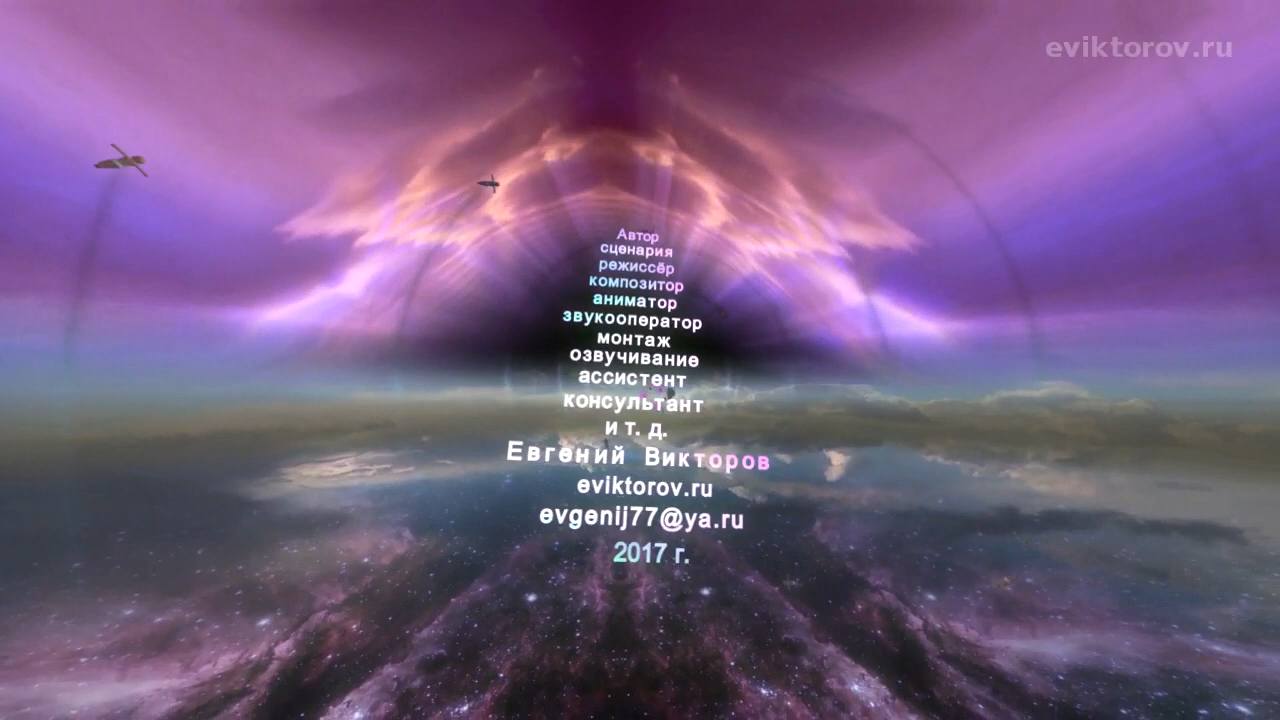 eviktorov.ru
Автор
сценария
режиссёр
композитор
аниматор
звукооператор
монтаж
озвучивание
ассистент
консультант
и т. д.
Евгений Викторов
eviktorov.ru
evgenij77@ya.ru
2017 г.